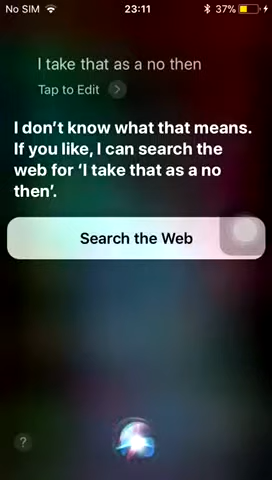 No SIM 23:11 37%
I take that as a no then
Tap to Edit
I don't know what that means.
If you like, I can search the
web for ‘I take that as a no
then’.
Search the Web
?